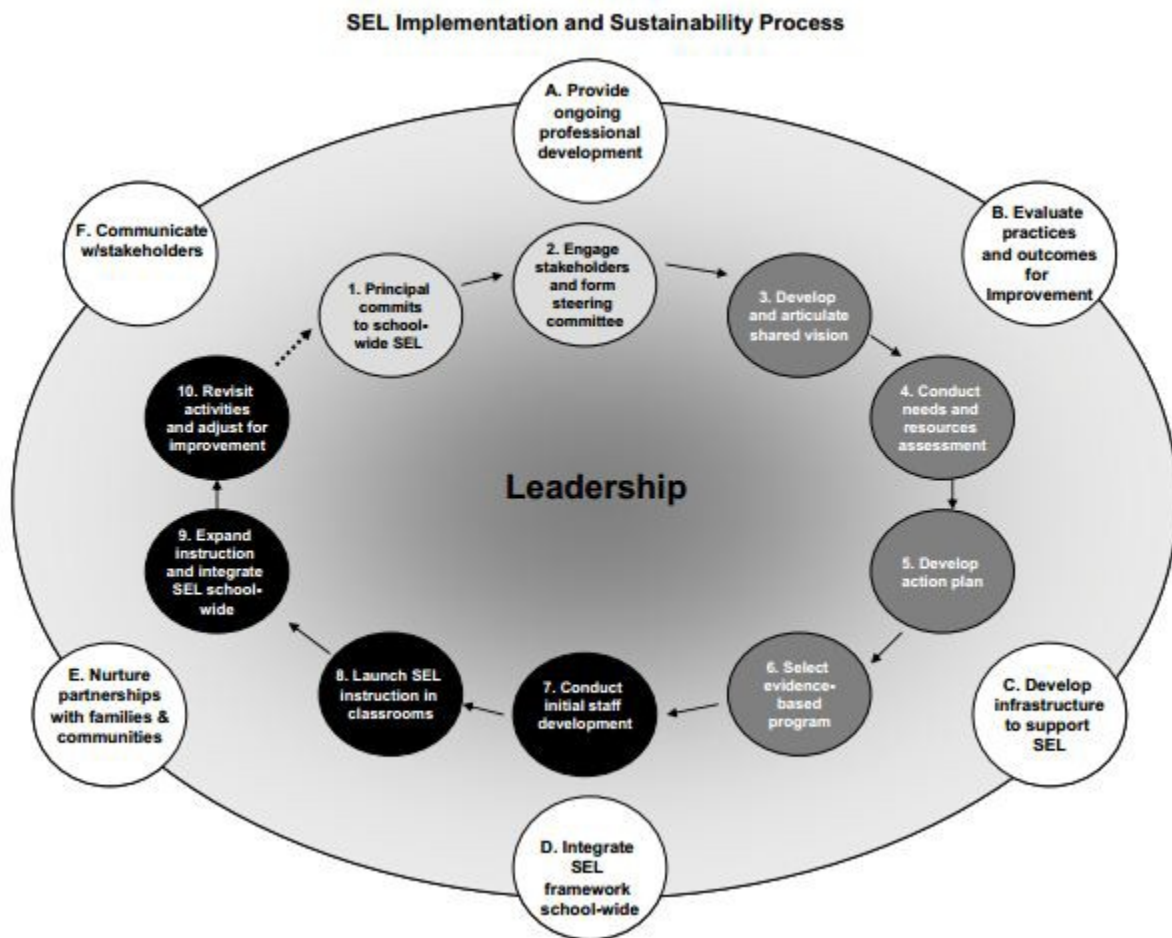 SEL Implementation and Sustainability Process
A. Provide
ongoing
professional
development
B. Evaluate
practices
and outcomes
for
Improvement
C. Develop
infrastructure
to support
SEL
D. Integrate
SEL
framework
school-wide
E. Nurture
partnerships
with families &
communities
F. Communicate
w/stakeholders
1. Principal
commits
to school-
wide SEL
2. Engage
stakeholders
and form
steering
committee
3. Develop
and articulate
shared vision
4. Conduct
needs and
resources
assessment
5. Develop
action plan
6. Select
evidence-
based
program
7. Conduct
initial staff
development
8. Launch SEL
instruction in
classrooms
9. Expand
instruction
and integrate
SEL school-
wide
10. Revisit
activities
and adjust for
improvement
Leadership